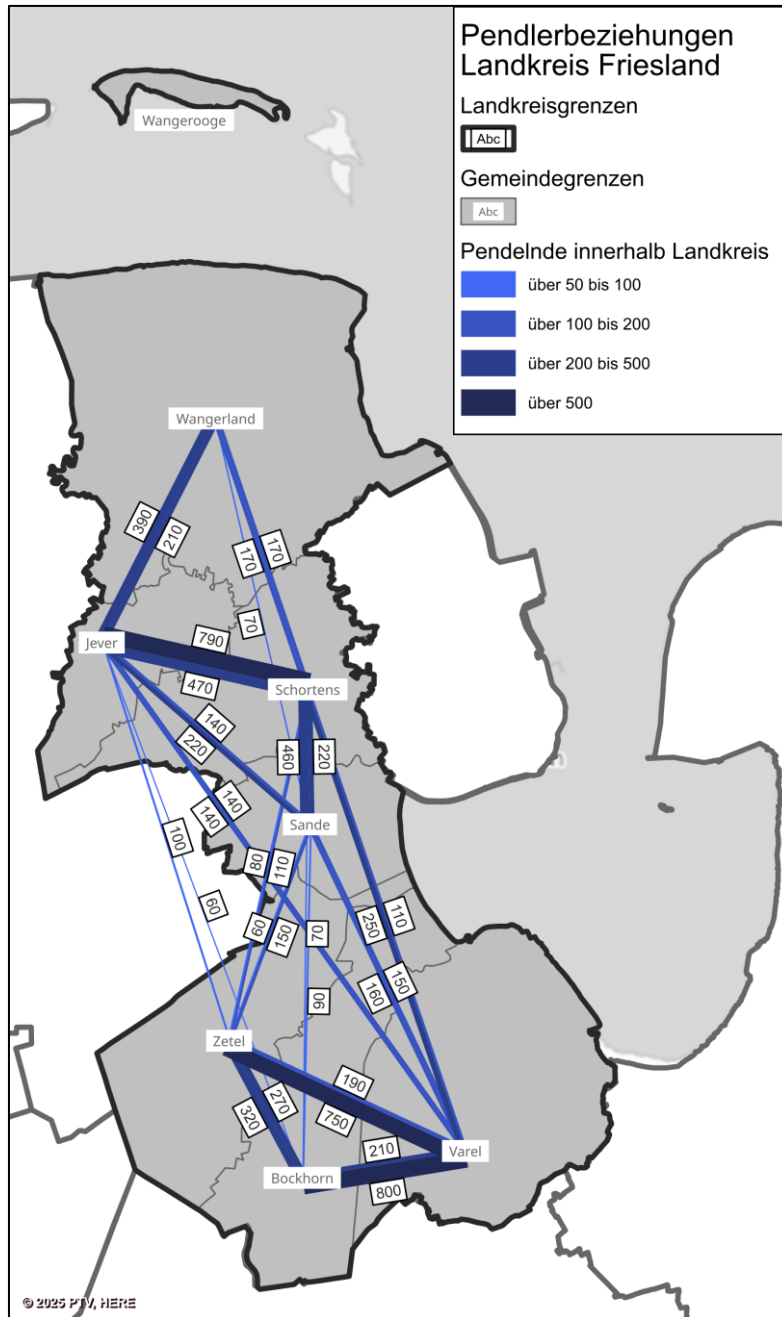 Pendlerbeziehungen
Landkreis Friesland
Landkreisgrenzen
Abc
Gemeindegrenzen
Abc
Pendelnde innerhalb Landkreis
über 50 bis 100
über 100 bis 200
über 200 bis 500
über 500
Wangerooge
Wangerland
390
210
170
170
70
Jever
790
470
Schortens
140
220
460
220
140
140
Sande
100
80
110
60
60
150
70
250
110
90
160
150
Zetel
190
750
270
320
210
Varel
Bockhorn
800
© 2025 PTV, HERE